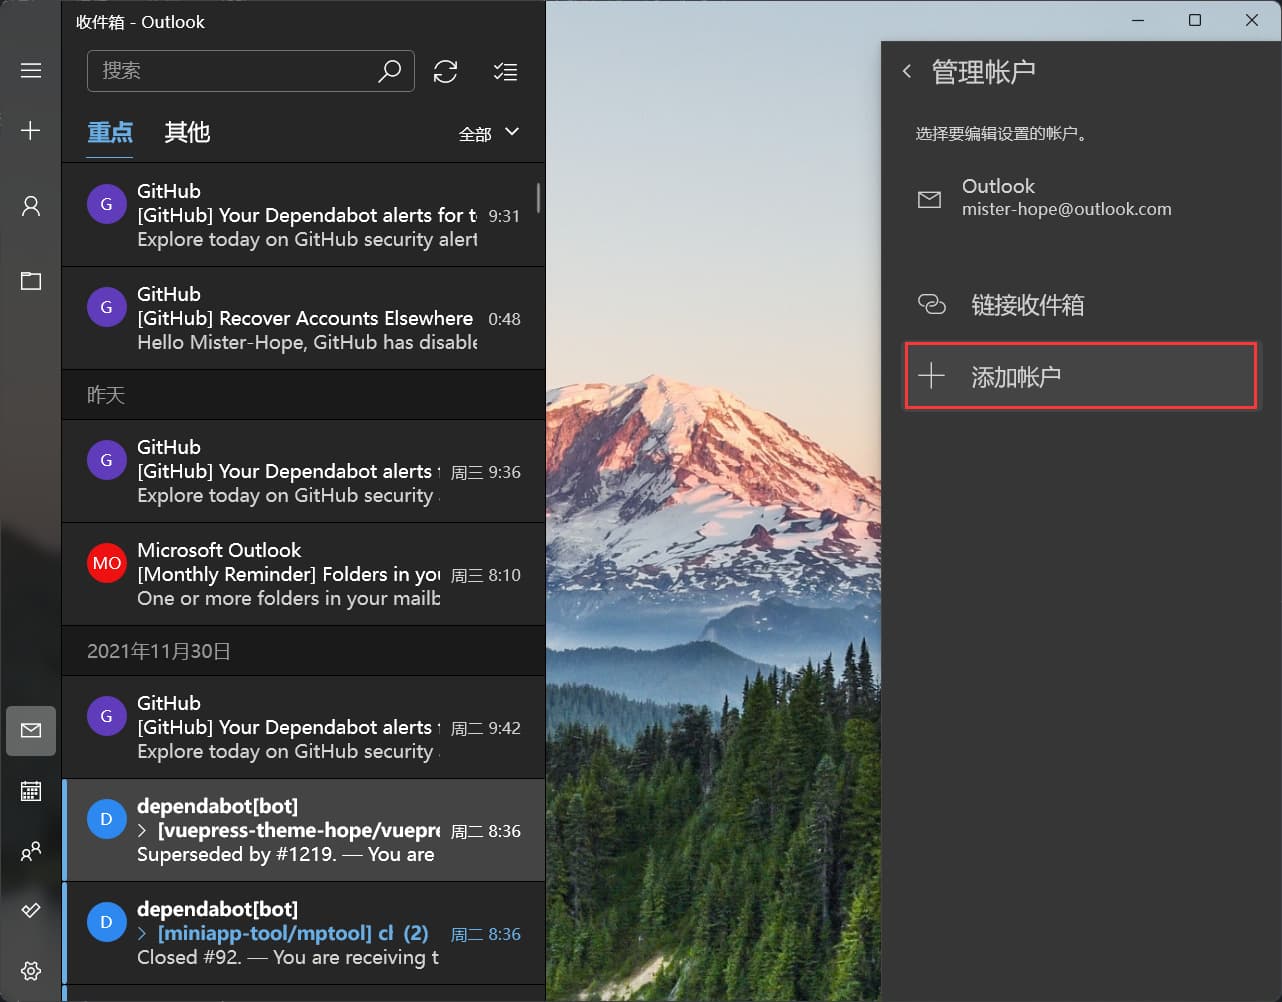 收件箱 - Outlook
搜索
重点
其他
全部
G
GitHub
[GitHub] Your Dependabot alerts for t
9:31
Explore today on GitHub security alert
G
GitHub
[GitHub] Recover Accounts Elsewhere
0:48
Hello Mister-Hope, GitHub has disable
昨天
G
GitHub
[GitHub] Your Dependabot alerts
周三 9:36
Explore today on GitHub security
MO
Microsoft Outlook
[Monthly Reminder] Folders in you
周三 8:10
One or more folders in your mailb
2021年11月30日
G
GitHub
[GitHub] Your Dependabot alerts
周二 9:42
Explore today on GitHub security
D
dependabot[bot]
[vuepress-theme-hope/vuepre
周二 8:36
Superseded by #1219. — You are
D
dependabot[bot]
[miniapp-tool/mptool] cl (2)
周二 8:36
Closed #92. — You are receiving t
管理帐户
选择要编辑设置的帐户。
Outlook
mister-hope@outlook.com
链接收件箱
添加帐户